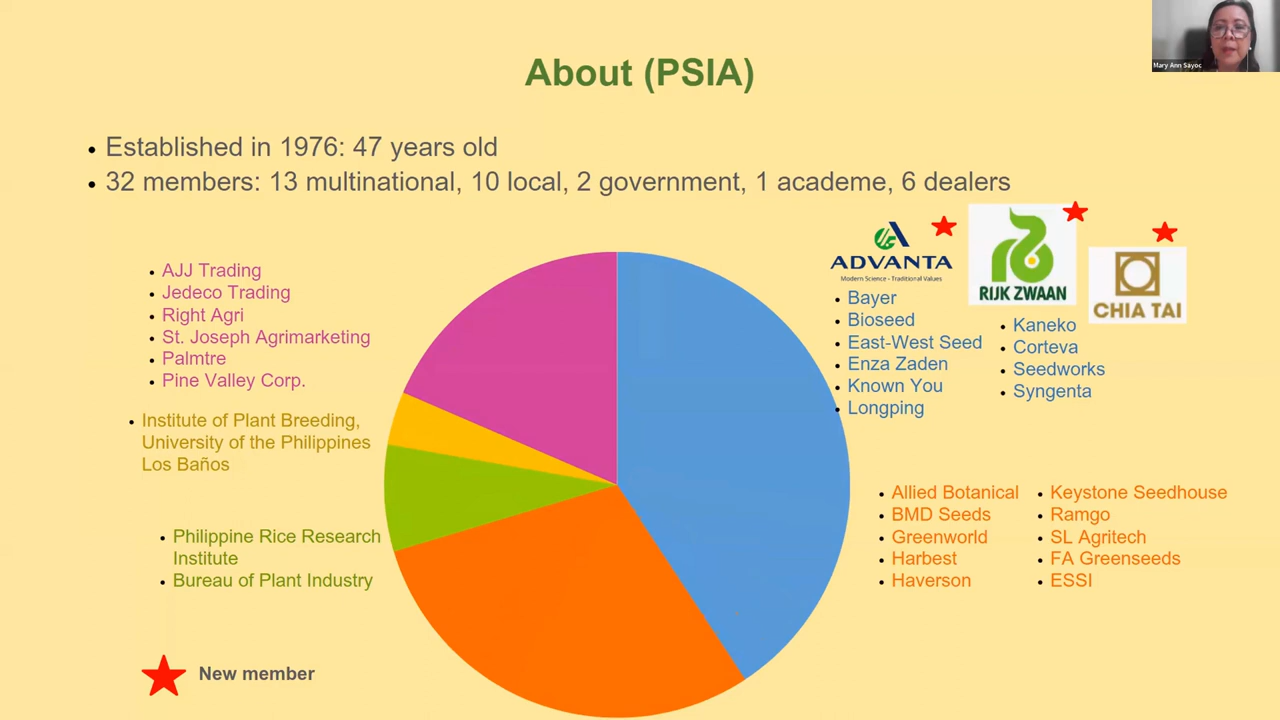 Mary Ann Sayoc
About (PSIA)
• Established in 1976: 47 years old
• 32 members: 13 multinational, 10 local, 2 government, 1 academe, 6 dealers
• AJJ Trading
• Jedeco Trading
• Right Agri
• St. Joseph Agrimarketing
• Palmtre
• Pine Valley Corp.
• Institute of Plant Breeding,
University of the Philippines
Los Baños
• Philippine Rice Research
Institute
• Bureau of Plant Industry
New member
ADVANTA
Modern Science - Traditional Values
RIJK ZWAAN
CHIA TAI
• Bayer
• Bioseed
• East-West Seed
• Enza Zaden
• Known You
• Longping
• Kaneko
• Corteva
• Seedworks
• Syngenta
• Allied Botanical
• BMD Seeds
• Greenworld
• Harbest
• Haverson
• Keystone Seedhouse
• Ramgo
• SL Agritech
• FA Greenseeds
• ESSI